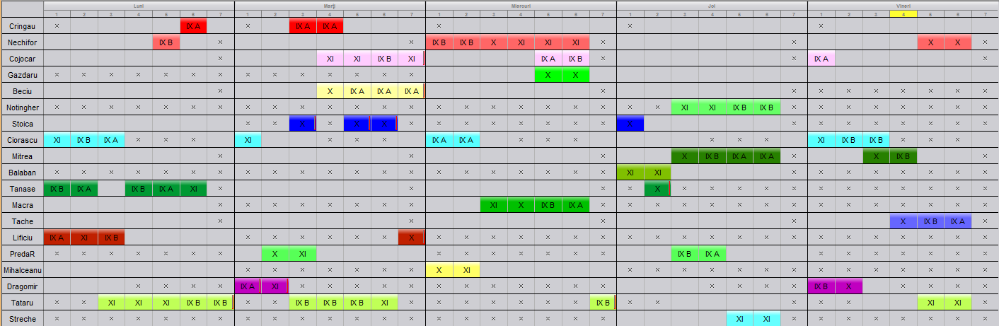 Luni Marți Miercuri Joi Vineri
1 2 3 4 5 6 7 1 2 3 4 5 6 7 1 2 3 4 5 6 7 1 2 3 4 5 6 7 1 2 3 4 5 6 7
Cringau IX A IX A IX A
Nechifor IX B IX B IX B X XI XI XI X X
Cojocar XI XI IX B XI IX A IX B IX A
Gazdaru X X
Beciu X IX A IX A IX A
Notingher XI XI IX B IX B
Stoica X X X X
Ciorascu XI IX B IX A XI IX A IX A XI IX B IX B
Mitrea X IX B IX A IX A X IX B
Balaban XI XI
Tanase IX B IX A IX B IX A XI X
Macra XI X IX B IX A
Tache X IX B IX A
Lificiu IX A XI IX B X
PredaR X XI IX B IX A
Mihalceanu X XI
Dragomir IX A XI IX B X
Tataru XI XI XI IX B IX B IX B IX B IX B XI IX B XI XI
Streche XI XI